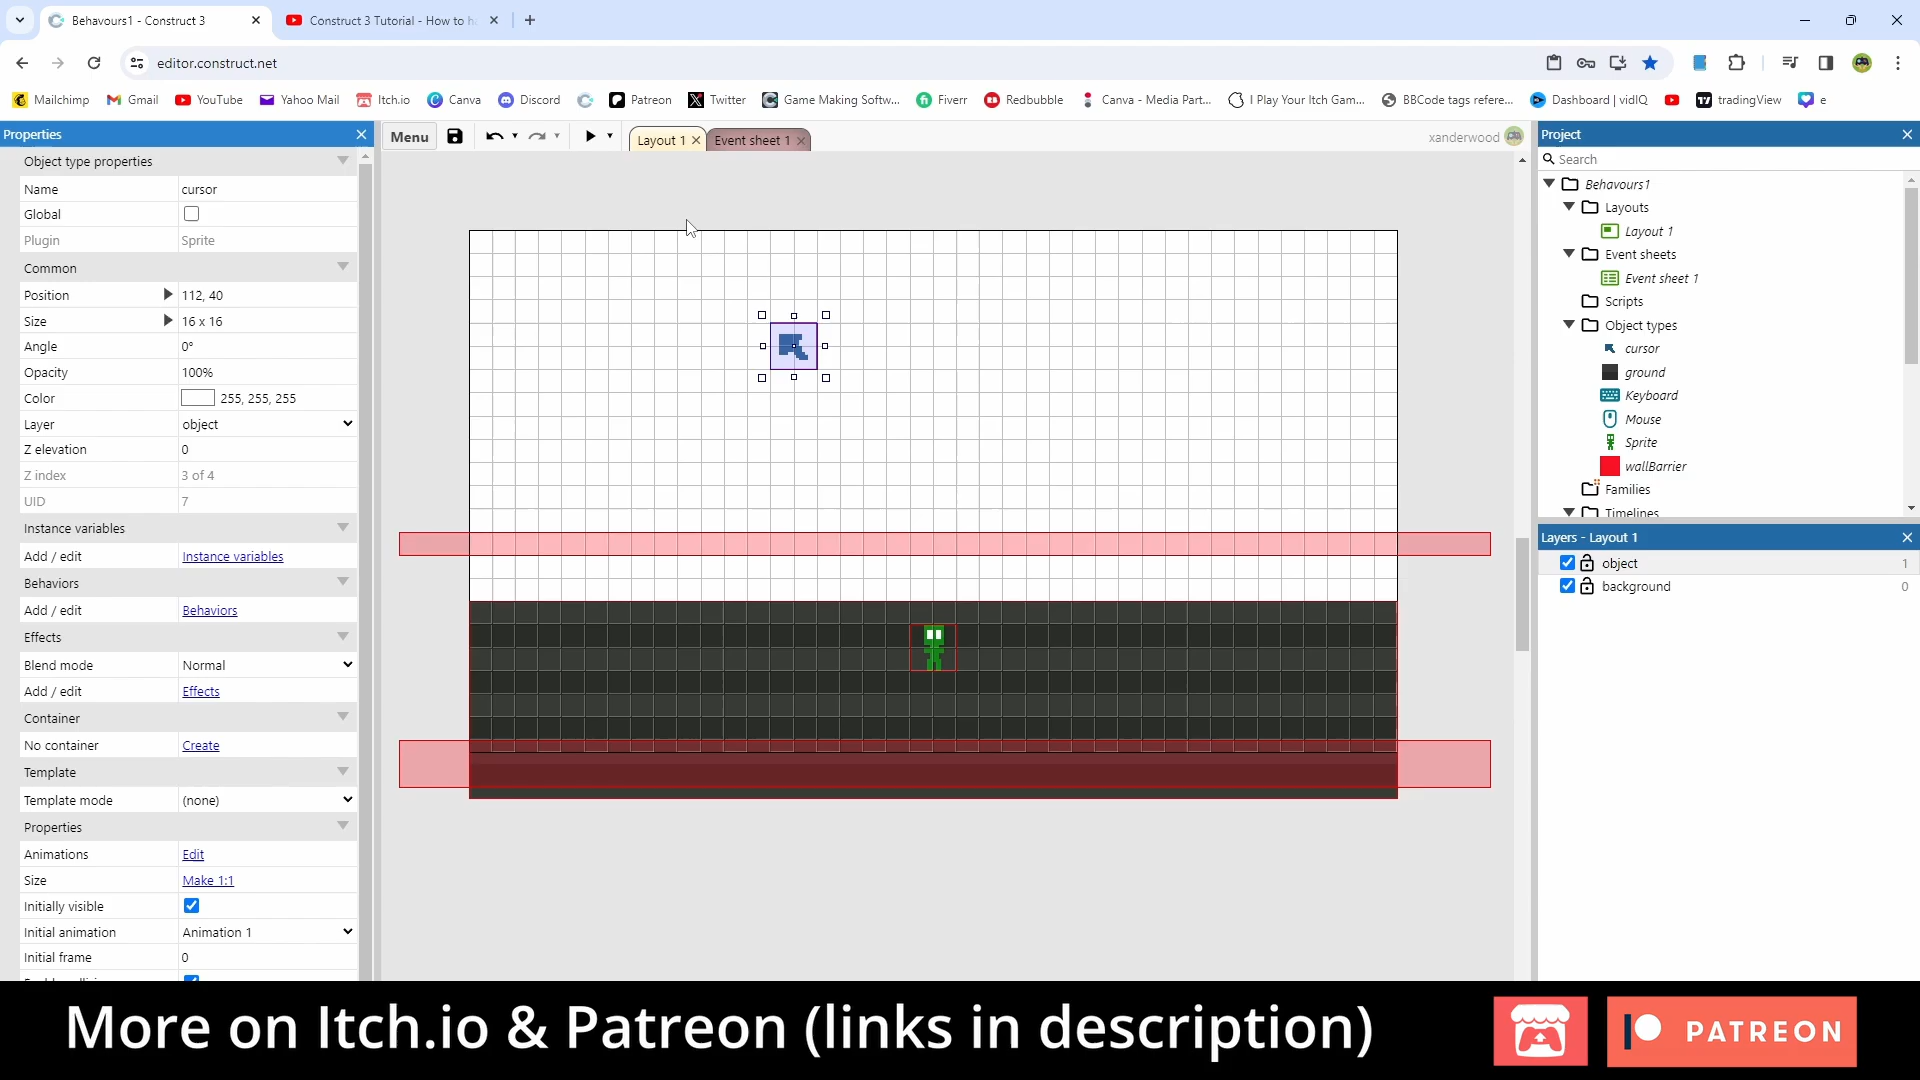 Behavours1 - Construct 3
Construct 3 Tutorial - How to h
editor.construct.net
Mailchimp
Gmail
YouTube
Yahoo Mail
Itch.io
Canva
Discord
Patreon
Twitter
Game Making Softw...
Fiverr
Redbubble
Canva - Media Part...
I Play Your Itch Gam...
BBCode tags refere...
Dashboard | vidIQ
tradingView
e
Properties
Menu
Layout 1
Event sheet 1
xanderwood
Project
Object type properties
Name cursor
Global
Plugin Sprite
Common
Position 112, 40
Size 16 x 16
Angle 0°
Opacity 100%
Color 255, 255, 255
Layer object
Z elevation 0
Z index 3 of 4
UID 7
Instance variables
Add / edit Instance variables
Behaviors
Add / edit Behaviors
Effects
Blend mode Normal
Add / edit Effects
Container
No container Create
Template
Template mode (none)
Properties
Animations Edit
Size Make 1:1
Initially visible
Initial animation Animation 1
Initial frame 0
Search
Behavours1
Layouts
Layout 1
Event sheets
Event sheet 1
Scripts
Object types
cursor
ground
Keyboard
Mouse
Sprite
wallBarrier
Families
Timelines
Layers - Layout 1
object 1
background 0
More on Itch.io & Patreon (links in description)
PATREON